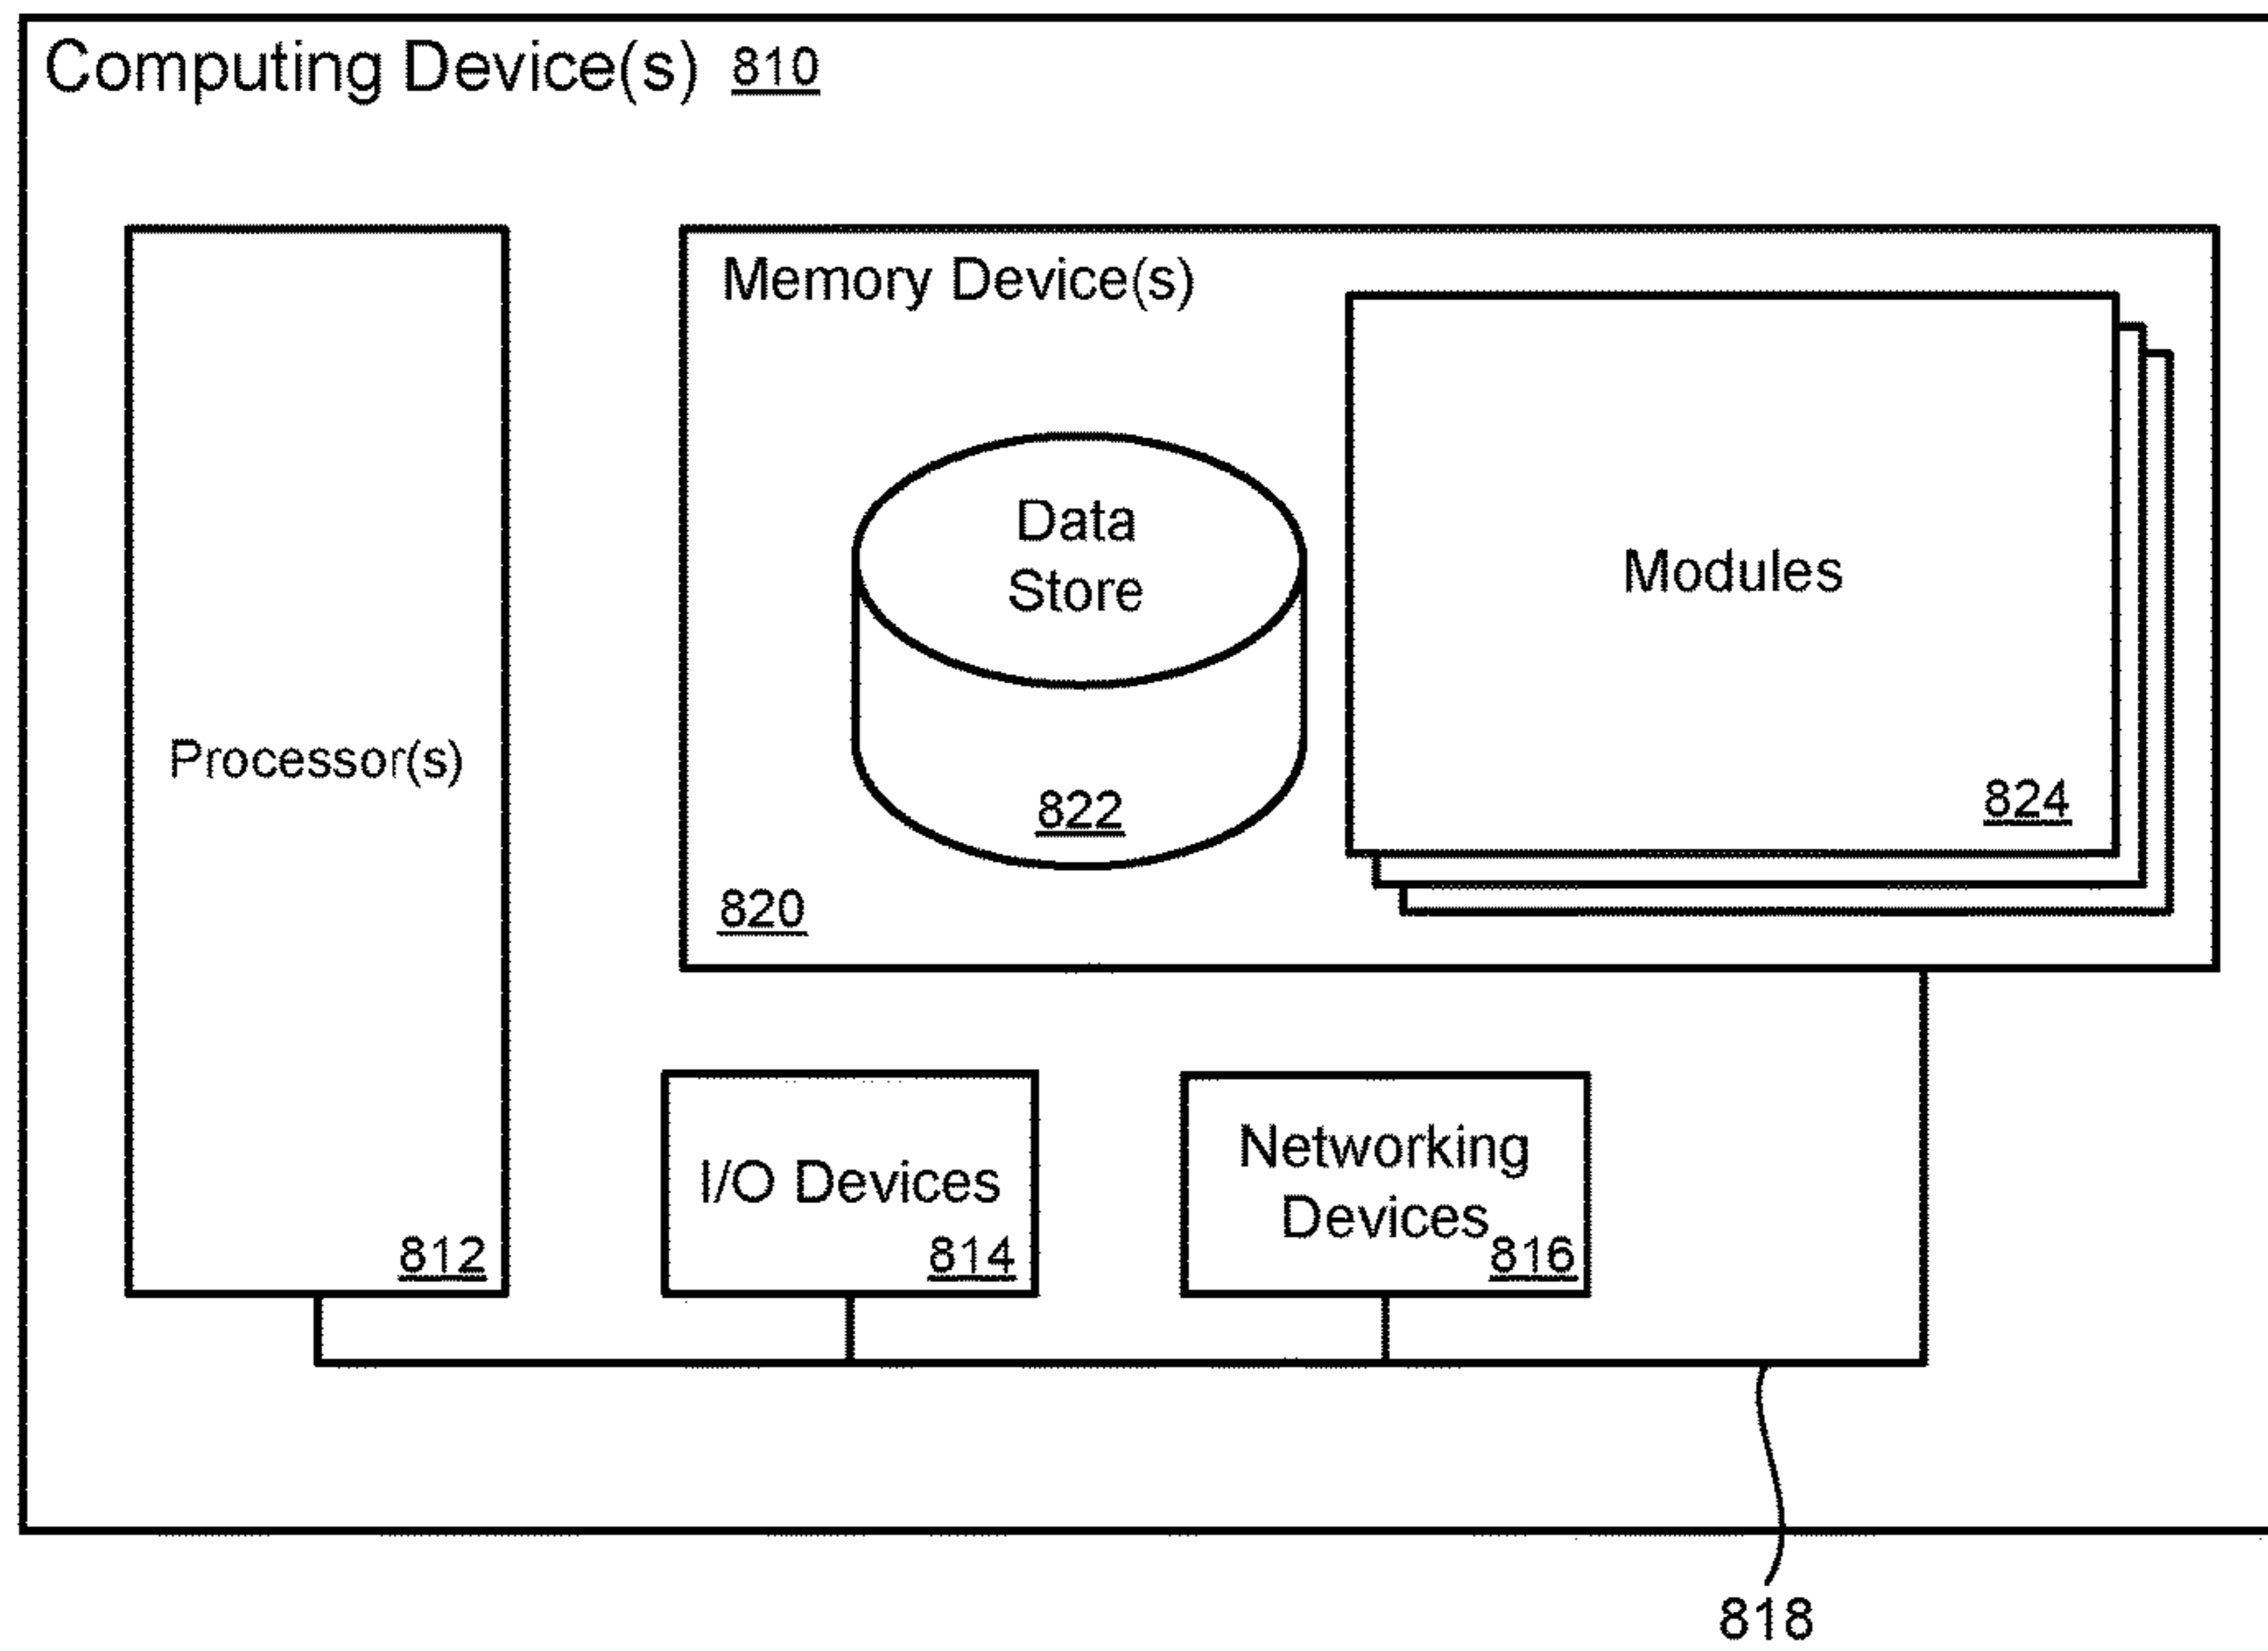 Computing Device(s) 810
Memory Device(s)
Data
Store
822
820
Modules
824
Processor(s)
812
I/O Devices
814
Networking
Devices
816
818